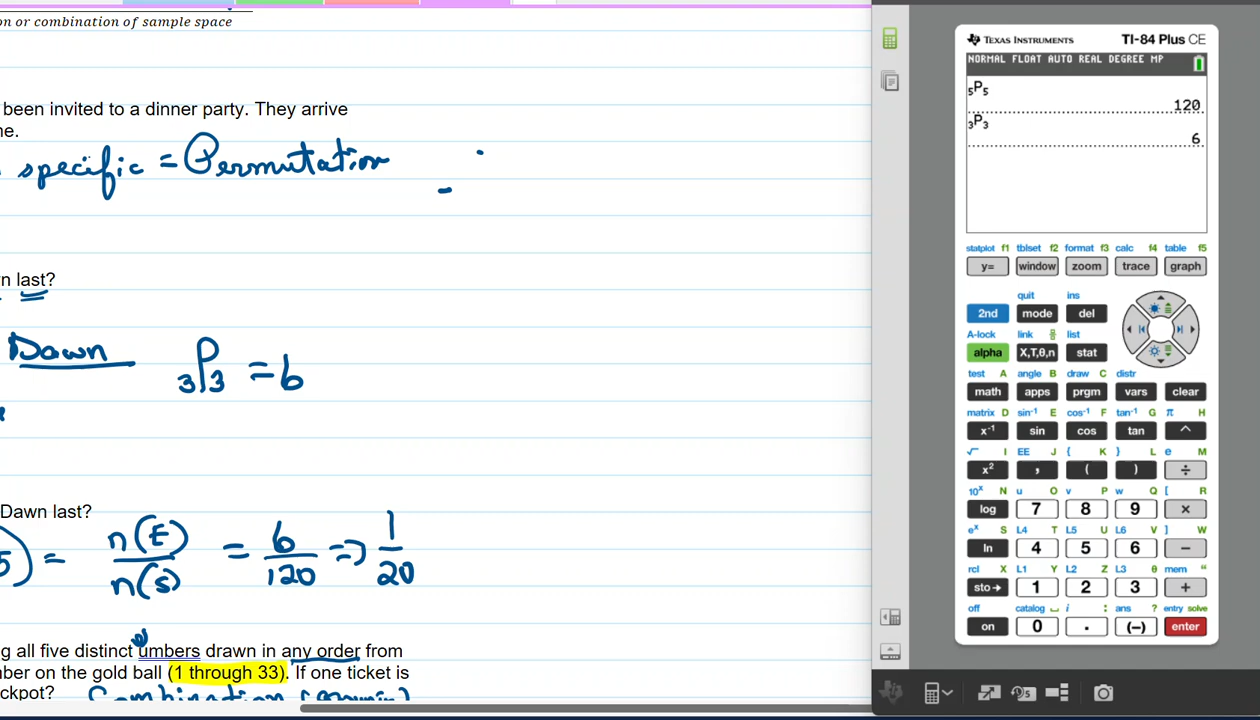 on or combination of sample space
been invited to a dinner party. They arrive
me.
specific = Permutation
n last?
Dawn
3P3 = 6
Dawn last?
5) = n(E) / n(S) = 6 / 120 => 1 / 20
g all five distinct umbers drawn in any order from
mber on the gold ball (1 through 33). If one ticket is
ckpot?
Combination
TEXAS INSTRUMENTS TI-84 Plus CE
NORMAL FLOAT AUTO REAL DEGREE MP
5P5
120
3P3
6
statplot f1 tblset f2 format f3 calc f4 table f5
y= window zoom trace graph
quit ins
2nd mode del
A-lock link list
alpha X,T,θ,n stat
test A angle B draw C distr
math apps prgm vars clear
matrix D sin-1 E cos-1 F tan-1 G π H
x-1 sin cos tan ^
√ I EE J { K } L e M
x2 , ( ) ÷
10x N u O v P w Q [ R
log 7 8 9 ×
ex S L4 T L5 U L6 V ] W
ln 4 5 6 −
rcl X L1 Y L2 Z L3 θ mem "
sto→ 1 2 3 +
off catalog i : ans ? entry solve
on 0 . (−) enter